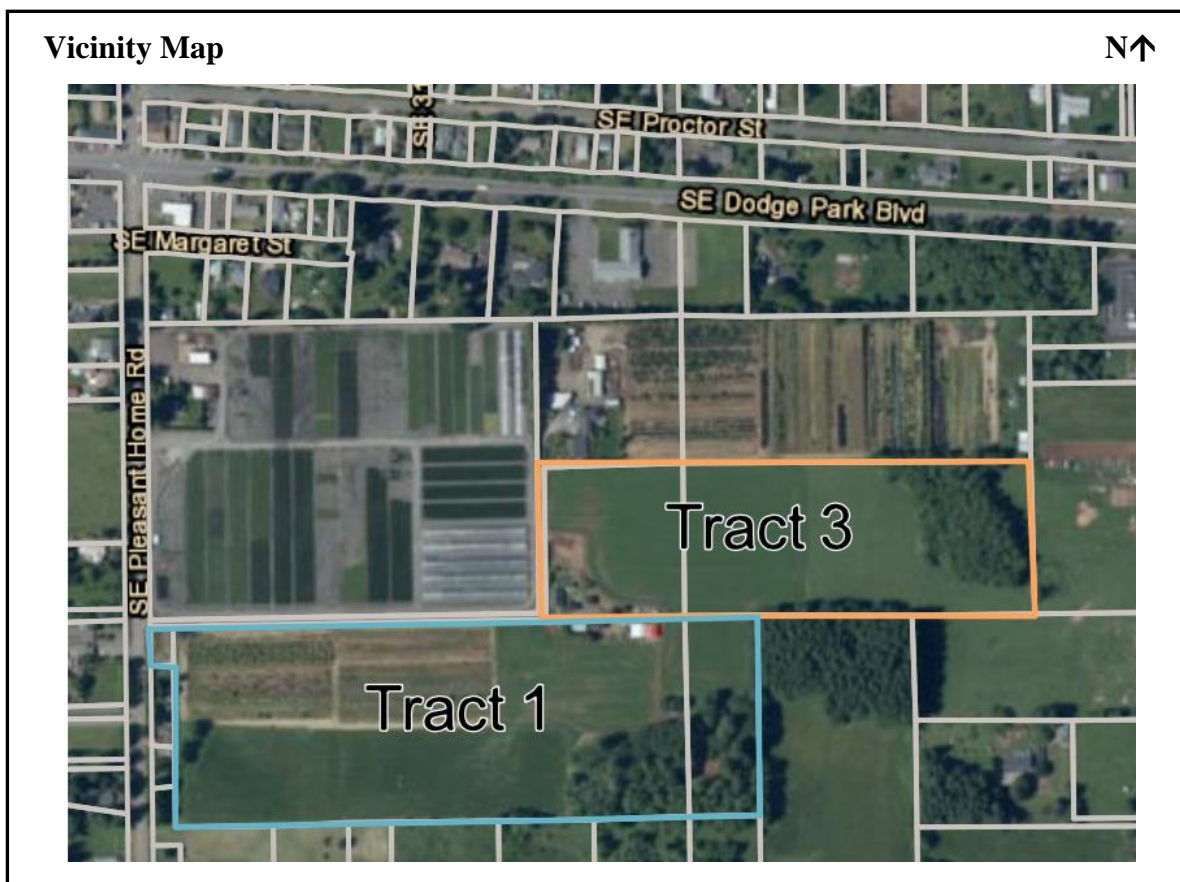 Vicinity Map
N↑
SE Proctor St
SE Dodge Park Blvd
SE Margaret St
SE Pleasant Home Rd
Tract 3
Tract 1